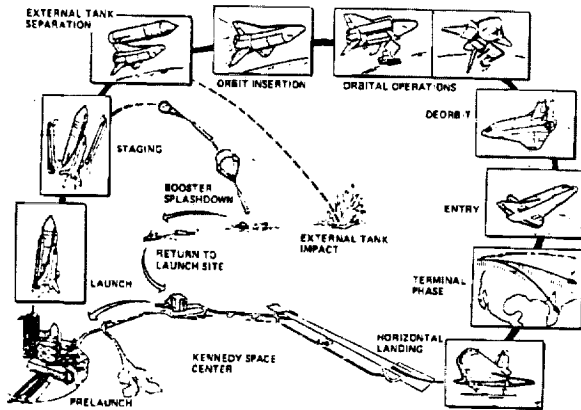 EXTERNAL TANK
SEPARATION
ORBIT INSERTION
ORBITAL OPERATIONS
DEORBIT
STAGING
BOOSTER
SPLASHDOWN
ENTRY
EXTERNAL TANK
IMPACT
RETURN TO
LAUNCH SITE
LAUNCH
TERMINAL
PHASE
HORIZONTAL
LANDING
KENNEDY SPACE
CENTER
PRELAUNCH